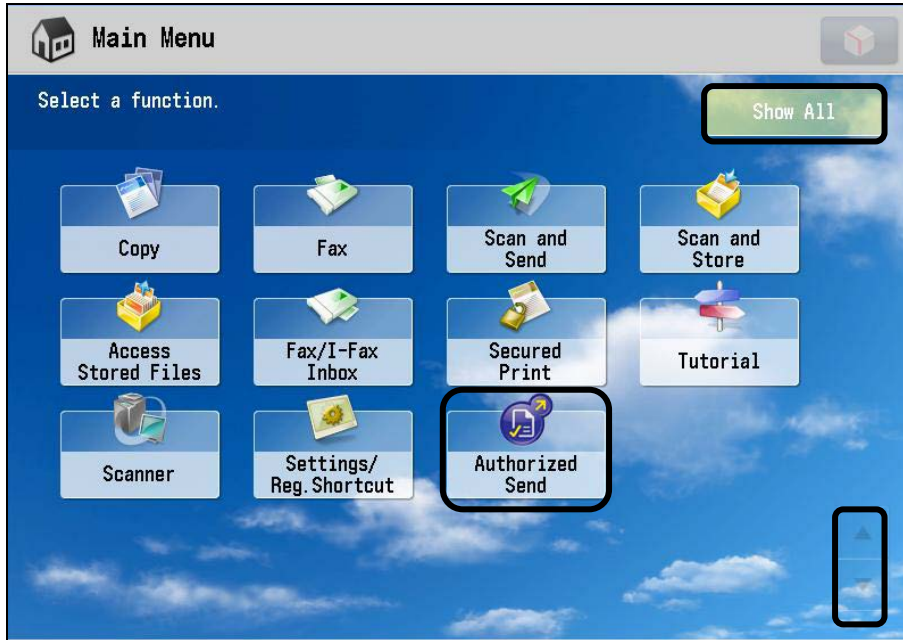 Main Menu
Select a function.
Show All
Copy
Fax
Scan and
Send
Scan and
Store
Access
Stored Files
Fax/I-Fax
Inbox
Secured
Print
Tutorial
Scanner
Settings/
Reg.Shortcut
Authorized
Send